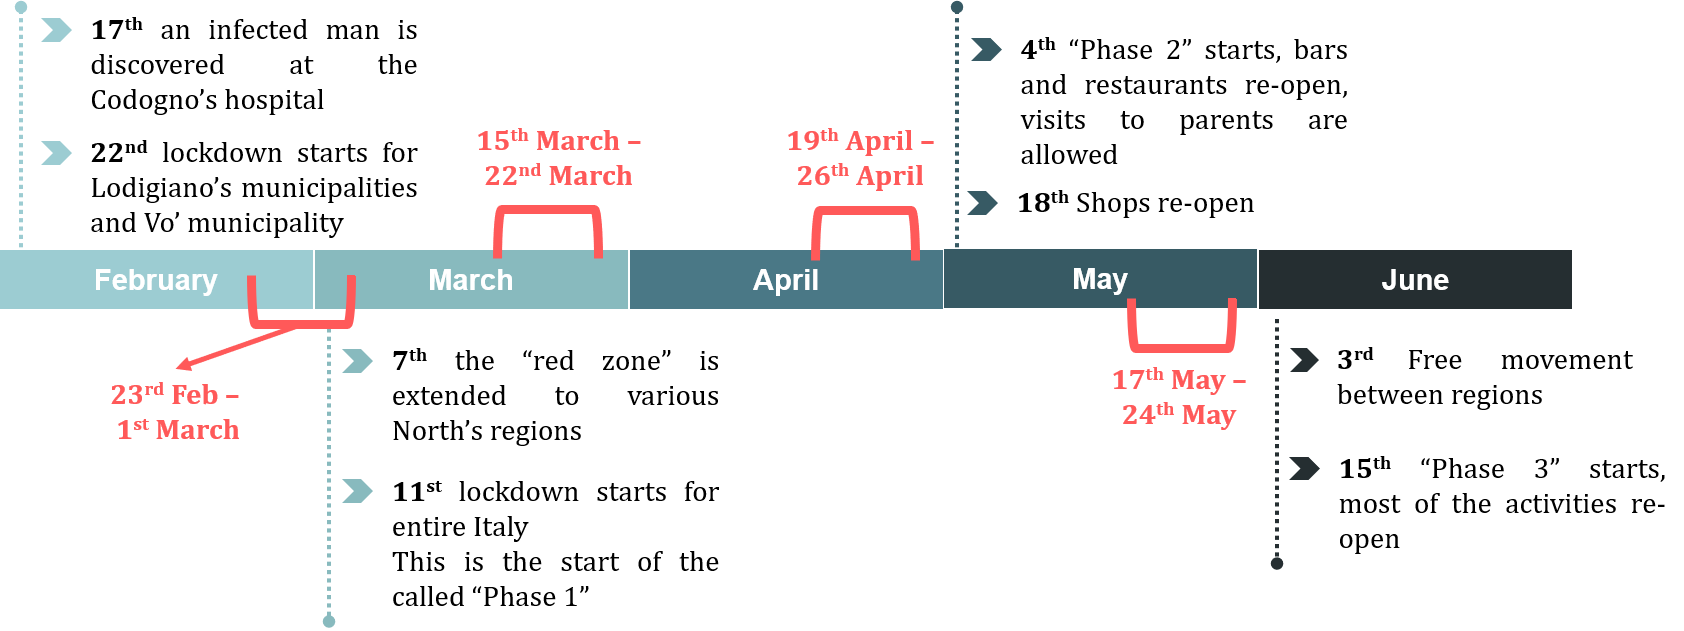 17th an infected man is
discovered at the
Codogno’s hospital
22nd lockdown starts for
Lodigiano’s municipalities
and Vo’ municipality
15th March –
22nd March
19th April –
26th April
4th “Phase 2” starts, bars
and restaurants re-open,
visits to parents are
allowed
18th Shops re-open
February
March
April
May
June
23rd Feb –
1st March
7th the “red zone” is
extended to various
North’s regions
11st lockdown starts for
entire Italy
This is the start of the
called “Phase 1”
17th May –
24th May
3rd Free movement
between regions
15th “Phase 3” starts,
most of the activities re-
open